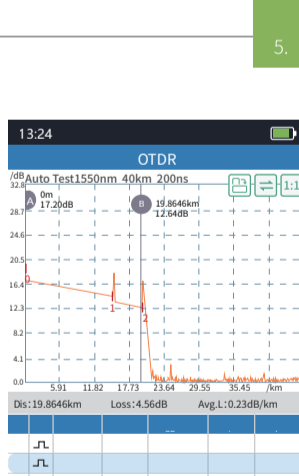 5.
13:24
OTDR
/dB Auto Test1550nm 40km 200ns
1:1
32.8
A 0m
17.20dB
B 19.8646km
12.64dB
28.7
24.6
20.5
16.4
0
12.3
1
2
8.2
4.1
0.0
5.91 11.82 17.73 23.64 29.55 35.45 /km
Dis:19.8646km Loss:4.56dB Avg.L:0.23dB/km